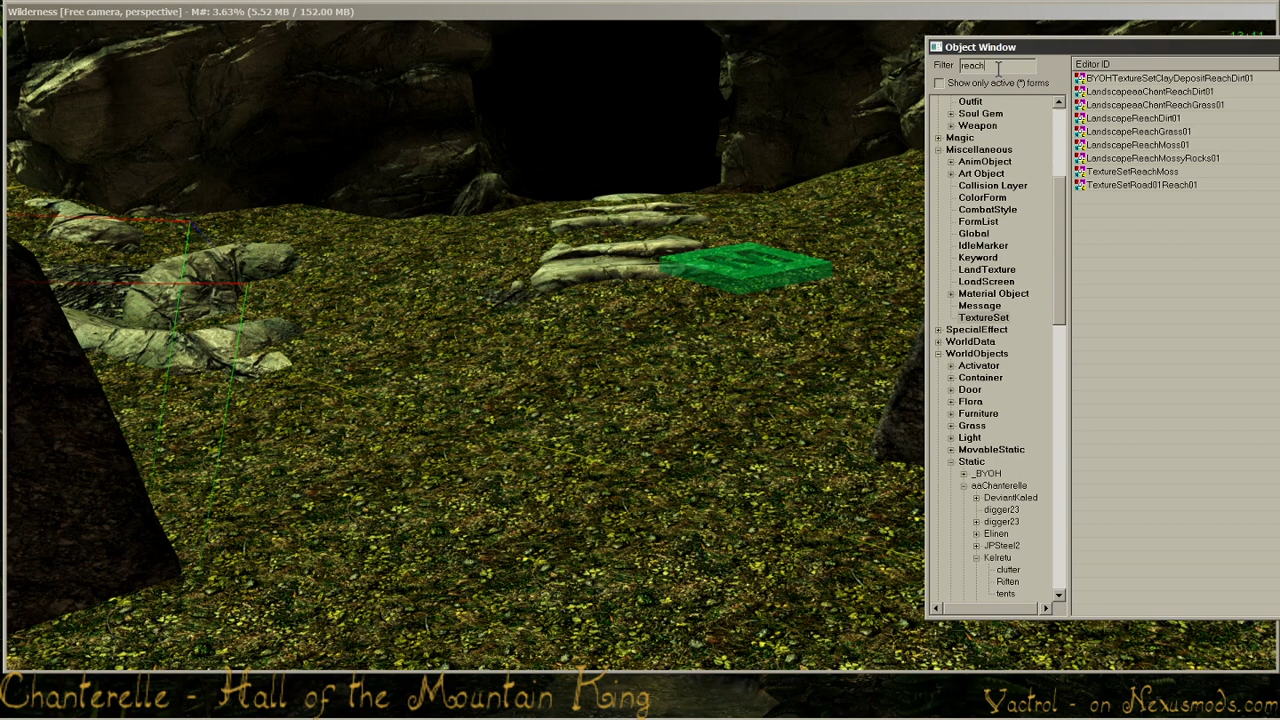 Wilderness [Free camera, perspective] - M#: 3.63% (5.52 MB / 152.00 MB)
Object Window
Filter reach
Show only active (*) forms
Outfit
Soul Gem
Weapon
Magic
Miscellaneous
AnimObject
Art Object
Collision Layer
ColorForm
CombatStyle
FormList
Global
IdleMarker
Keyword
LandTexture
LoadScreen
Material Object
Message
TextureSet
SpecialEffect
WorldData
WorldObjects
Activator
Container
Door
Flora
Furniture
Grass
Light
MovableStatic
Static
_BYOH
aaChanterelle
DeviantKaled
digger23
digger23
Elinen
JPSteel2
Kelretu
clutter
Riften
tents
Editor ID
BYOHTextureSetClayDepositReachDirt01
LandscapeaaChantReachDirt01
LandscapeaaChantReachGrass01
LandscapeReachDirt01
LandscapeReachGrass01
LandscapeReachMoss01
LandscapeReachMossyRocks01
TextureSetReachMoss
TextureSetRoad01Reach01
Chanterelle - Hall of the Mountain King
Vactrol - on Nexusmods.com